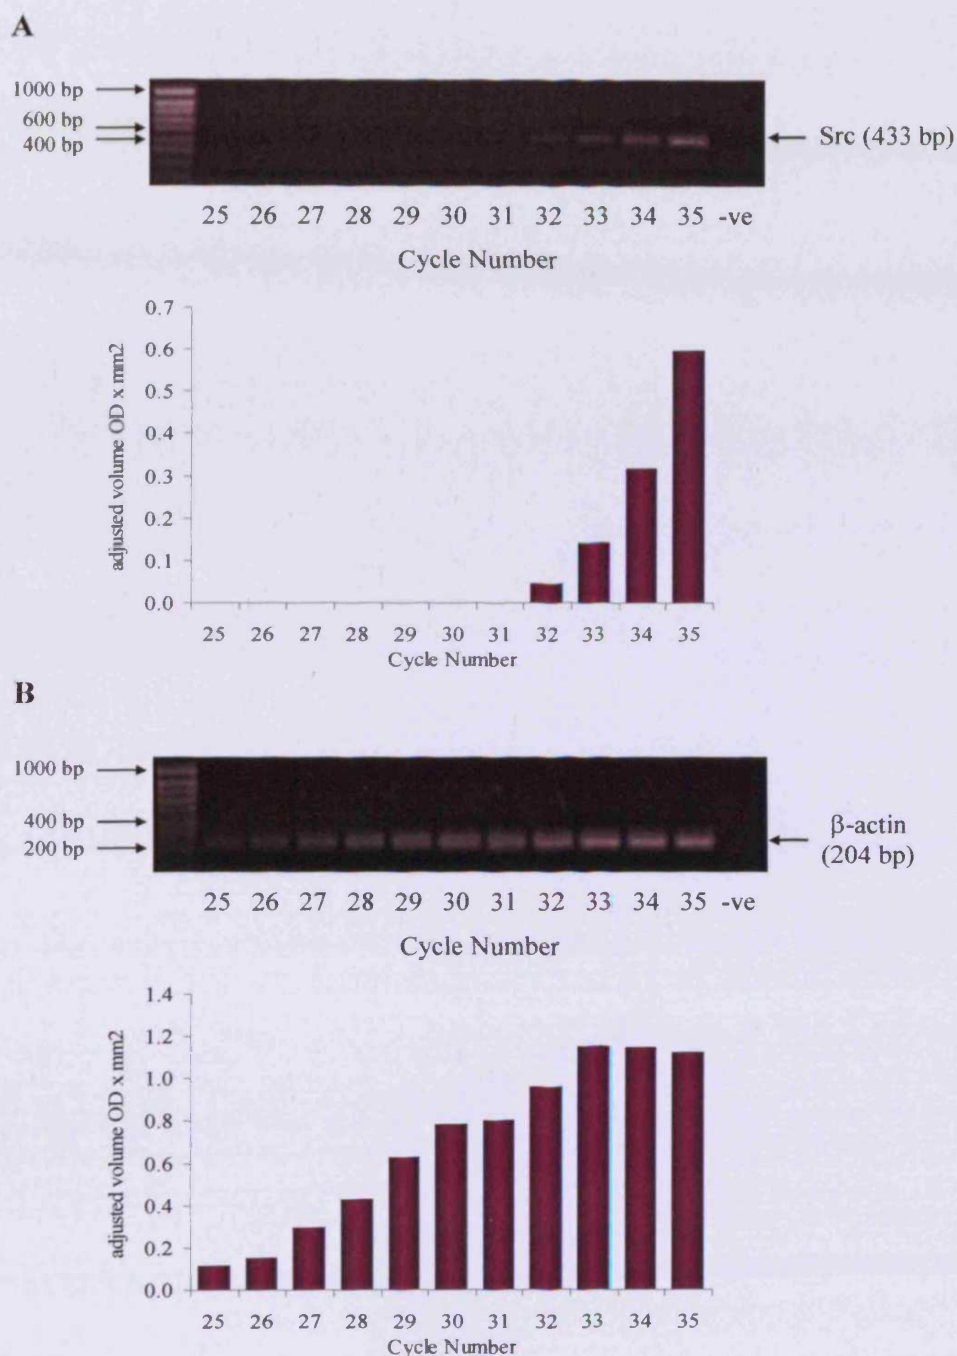 A
1000 bp
600 bp
400 bp
Src (433 bp)
25 26 27 28 29 30 31 32 33 34 35 -ve
Cycle Number
0.7
0.6
0.5
0.4
0.3
0.2
0.1
0.0
adjusted volume OD x mm2
25 26 27 28 29 30 31 32 33 34 35
Cycle Number
B
1000 bp
400 bp
200 bp
β-actin
(204 bp)
25 26 27 28 29 30 31 32 33 34 35 -ve
Cycle Number
1.4
1.2
1.0
0.8
0.6
0.4
0.2
0.0
adjusted volume OD x mm2
25 26 27 28 29 30 31 32 33 34 35
Cycle Number